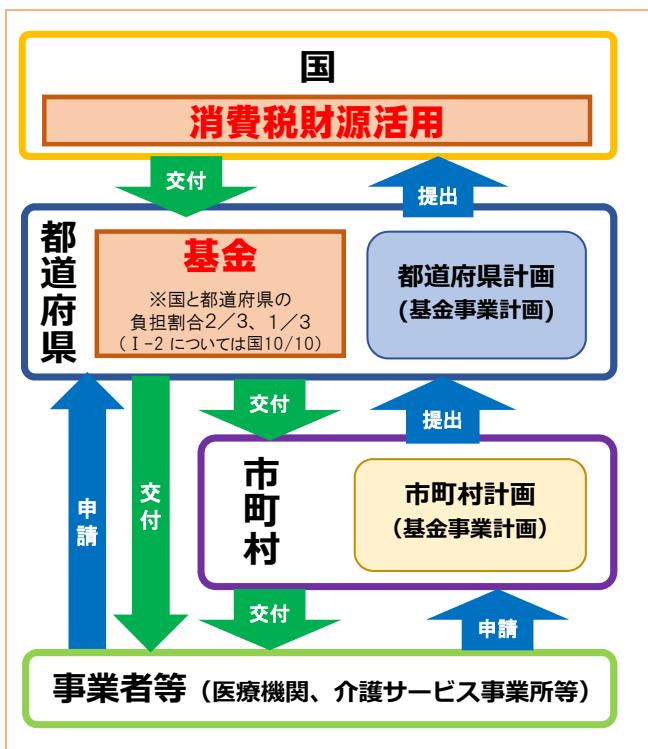 国
消費税財源活用
交付
提出
都道府県
基金
※国と都道府県の
負担割合2/3、1/3
(Ⅰ-2 については国10/10)
都道府県計画
(基金事業計画)
交付
提出
申請
交付
市町村
市町村計画
(基金事業計画)
交付
申請
事業者等(医療機関、介護サービス事業所等)